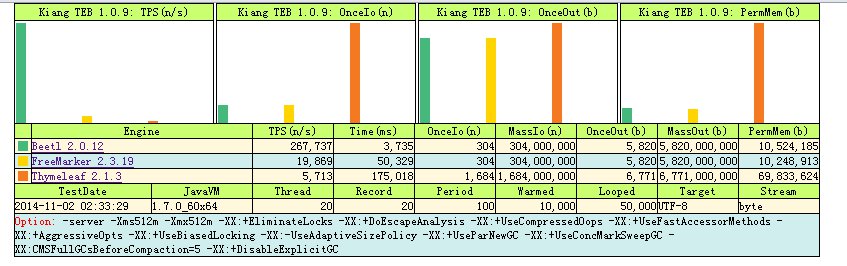 Kiang TEB 1.0.9: TPS(n/s) Kiang TEB 1.0.9: OnceIo(n) Kiang TEB 1.0.9: OnceOut(b) Kiang TEB 1.0.9: PermMem(b)
Engine TPS(n/s) Time(ms) OnceIo(n) MassIo(n) OnceOut(b) MassOut(b) PermMem(b)
Beetl 2.0.12 267,737 3,735 304 304,000,000 5,820 5,820,000,000 10,524,185
FreeMarker 2.3.19 19,869 50,329 304 304,000,000 5,820 5,820,000,000 10,248,913
Thymeleaf 2.1.3 5,713 175,018 1,684 1,684,000,000 6,771 6,771,000,000 69,833,624
TestDate JavaVM Thread Record Period Warmed Looped Target Stream
2014-11-02 02:33:29 1.7.0_60x64 20 20 100 10,000 50,000 UTF-8 byte
Option: -server -Xms512m -Xmx512m -XX:+EliminateLocks -XX:+DoEscapeAnalysis -XX:+UseCompressedOops -XX:+UseFastAccessorMethods -
XX:+AggressiveOpts -XX:+UseBiasedLocking -XX:-UseAdaptiveSizePolicy -XX:+UseParNewGC -XX:+UseConcMarkSweepGC -
XX:CMSFullGCsBeforeCompaction=5 -XX:+DisableExplicitGC